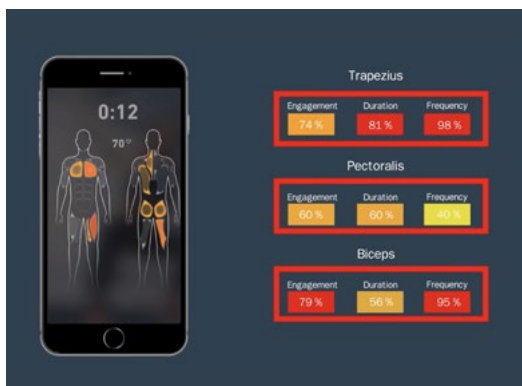 0:12
70°
Trapezius
Engagement Duration Frequency
74 % 81 % 98 %
Pectoralis
Engagement Duration Frequency
60 % 60 % 40 %
Biceps
Engagement Duration Frequency
79 % 56 % 95 %